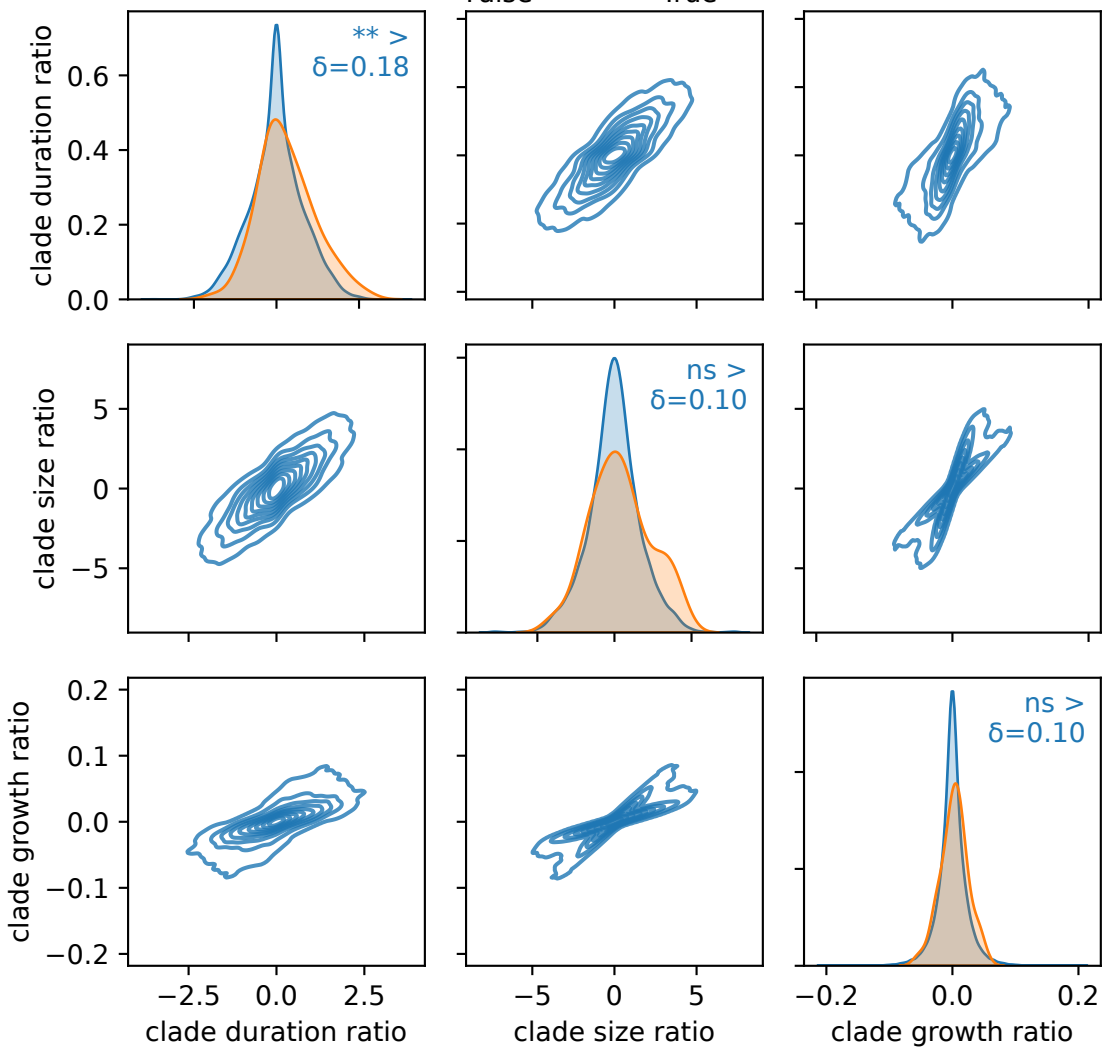 False True
** >
δ=0.18
clade duration ratio
0.6
0.4
0.2
0.0
ns >
δ=0.10
clade size ratio
5
0
−5
ns >
δ=0.10
clade growth ratio
0.2
0.1
0.0
−0.1
−0.2
−2.5 0.0 2.5 −5 0 5 −0.2 0.0 0.2
clade duration ratio clade size ratio clade growth ratio